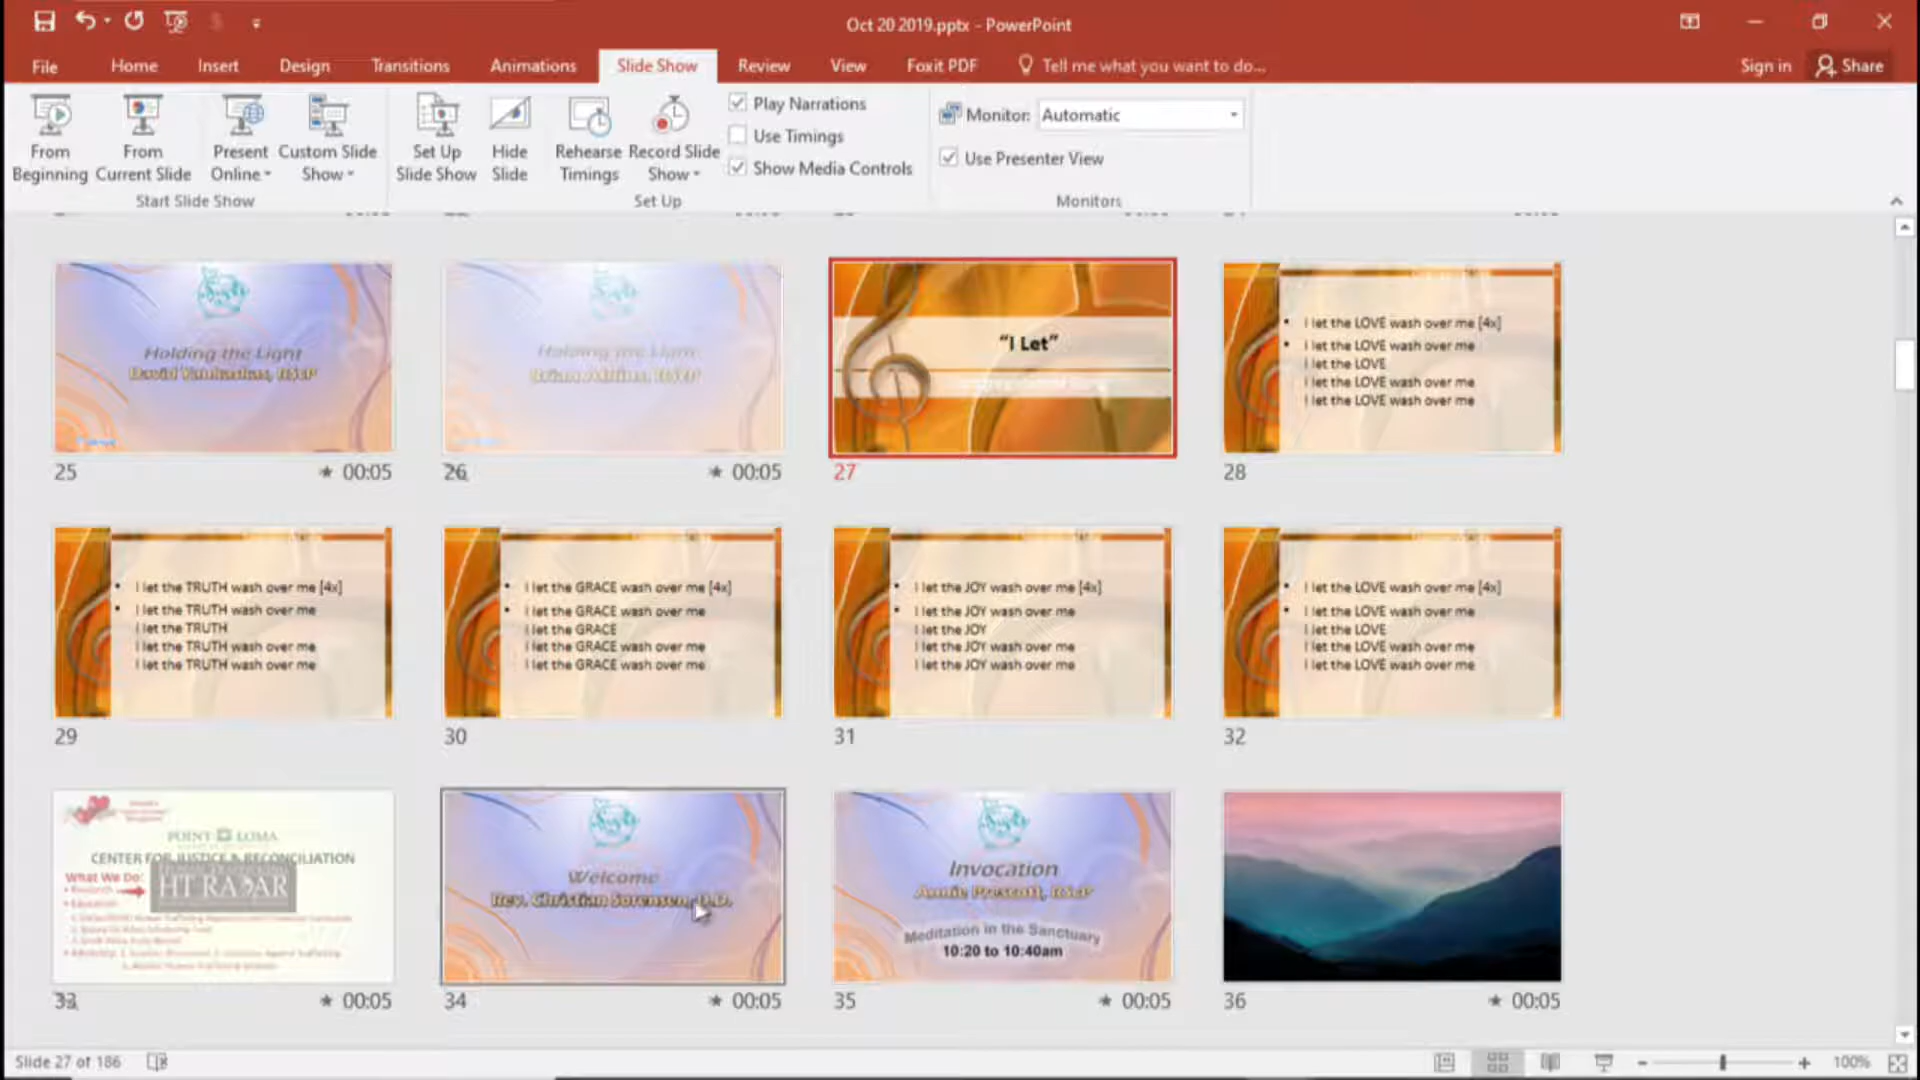 Oct 20 2019.pptx - PowerPoint
File
Home
Insert
Design
Transitions
Animations
Slide Show
Review
View
Foxit PDF
Tell me what you want to do...
Sign in
Share
From Beginning
From Current Slide
Present Online
Custom Slide Show
Set Up Slide Show
Hide Slide
Rehearse Timings
Record Slide Show
Play Narrations
Use Timings
Show Media Controls
Monitor:
Automatic
Use Presenter View
Start Slide Show
Set Up
Monitors
Holding the Light
25
00:05
Holding the Light
26
00:05
“I Let”
27
• I let the LOVE wash over me [4x]
• I let the LOVE wash over me
I let the LOVE
I let the LOVE wash over me
I let the LOVE wash over me
28
• I let the TRUTH wash over me [4x]
• I let the TRUTH wash over me
I let the TRUTH
I let the TRUTH wash over me
I let the TRUTH wash over me
29
• I let the GRACE wash over me [4x]
• I let the GRACE wash over me
I let the GRACE
I let the GRACE wash over me
I let the GRACE wash over me
30
• I let the JOY wash over me [4x]
• I let the JOY wash over me
I let the JOY
I let the JOY wash over me
I let the JOY wash over me
31
• I let the LOVE wash over me [4x]
• I let the LOVE wash over me
I let the LOVE
I let the LOVE wash over me
I let the LOVE wash over me
32
POINT LOMA
CENTER FOR JUSTICE & RECONCILIATION
What We Do:
HT RADAR
33
00:05
Welcome
Rev. Christian Sorensen, D.D.
34
00:05
Invocation
Annie Prescott, RScP
Meditation in the Sanctuary
10:20 to 10:40am
35
00:05
36
00:05
Slide 27 of 186
100%